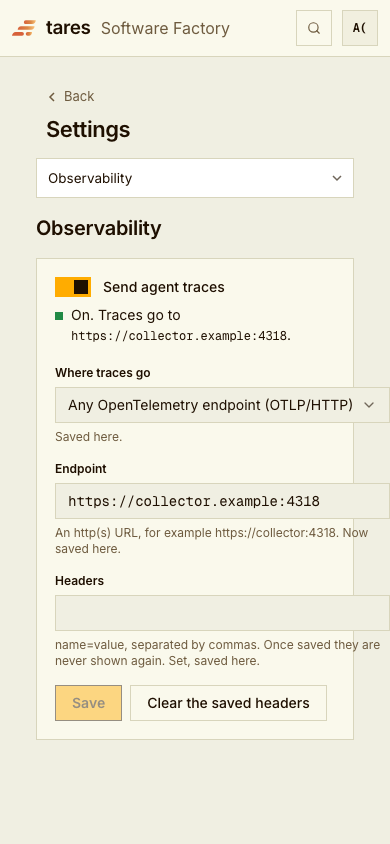 tares Software Factory
A(
Back
Settings
Observability
Observability
Send agent traces
On. Traces go to
https://collector.example:4318.
Where traces go
Any OpenTelemetry endpoint (OTLP/HTTP)
Saved here.
Endpoint
https://collector.example:4318
An http(s) URL, for example https://collector:4318. Now
saved here.
Headers
name=value, separated by commas. Once saved they are
never shown again. Set, saved here.
Save
Clear the saved headers